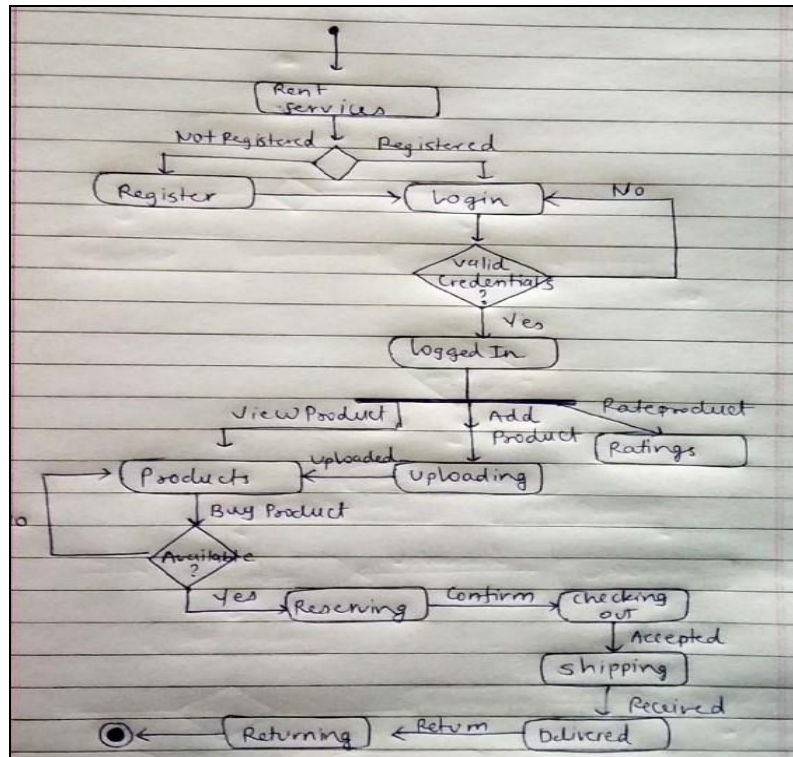 Rent
services
Not Registered
Registered
Register
Login
No
Valid
Credentials
?
Yes
Logged In
View Product
Add
Product
Rate product
Ratings
Products
uploaded
Uploading
Buy Product
Available
?
Yes
Reserving
Confirm
Checking
out
Accepted
Shipping
Received
Delivered
Return
Returning